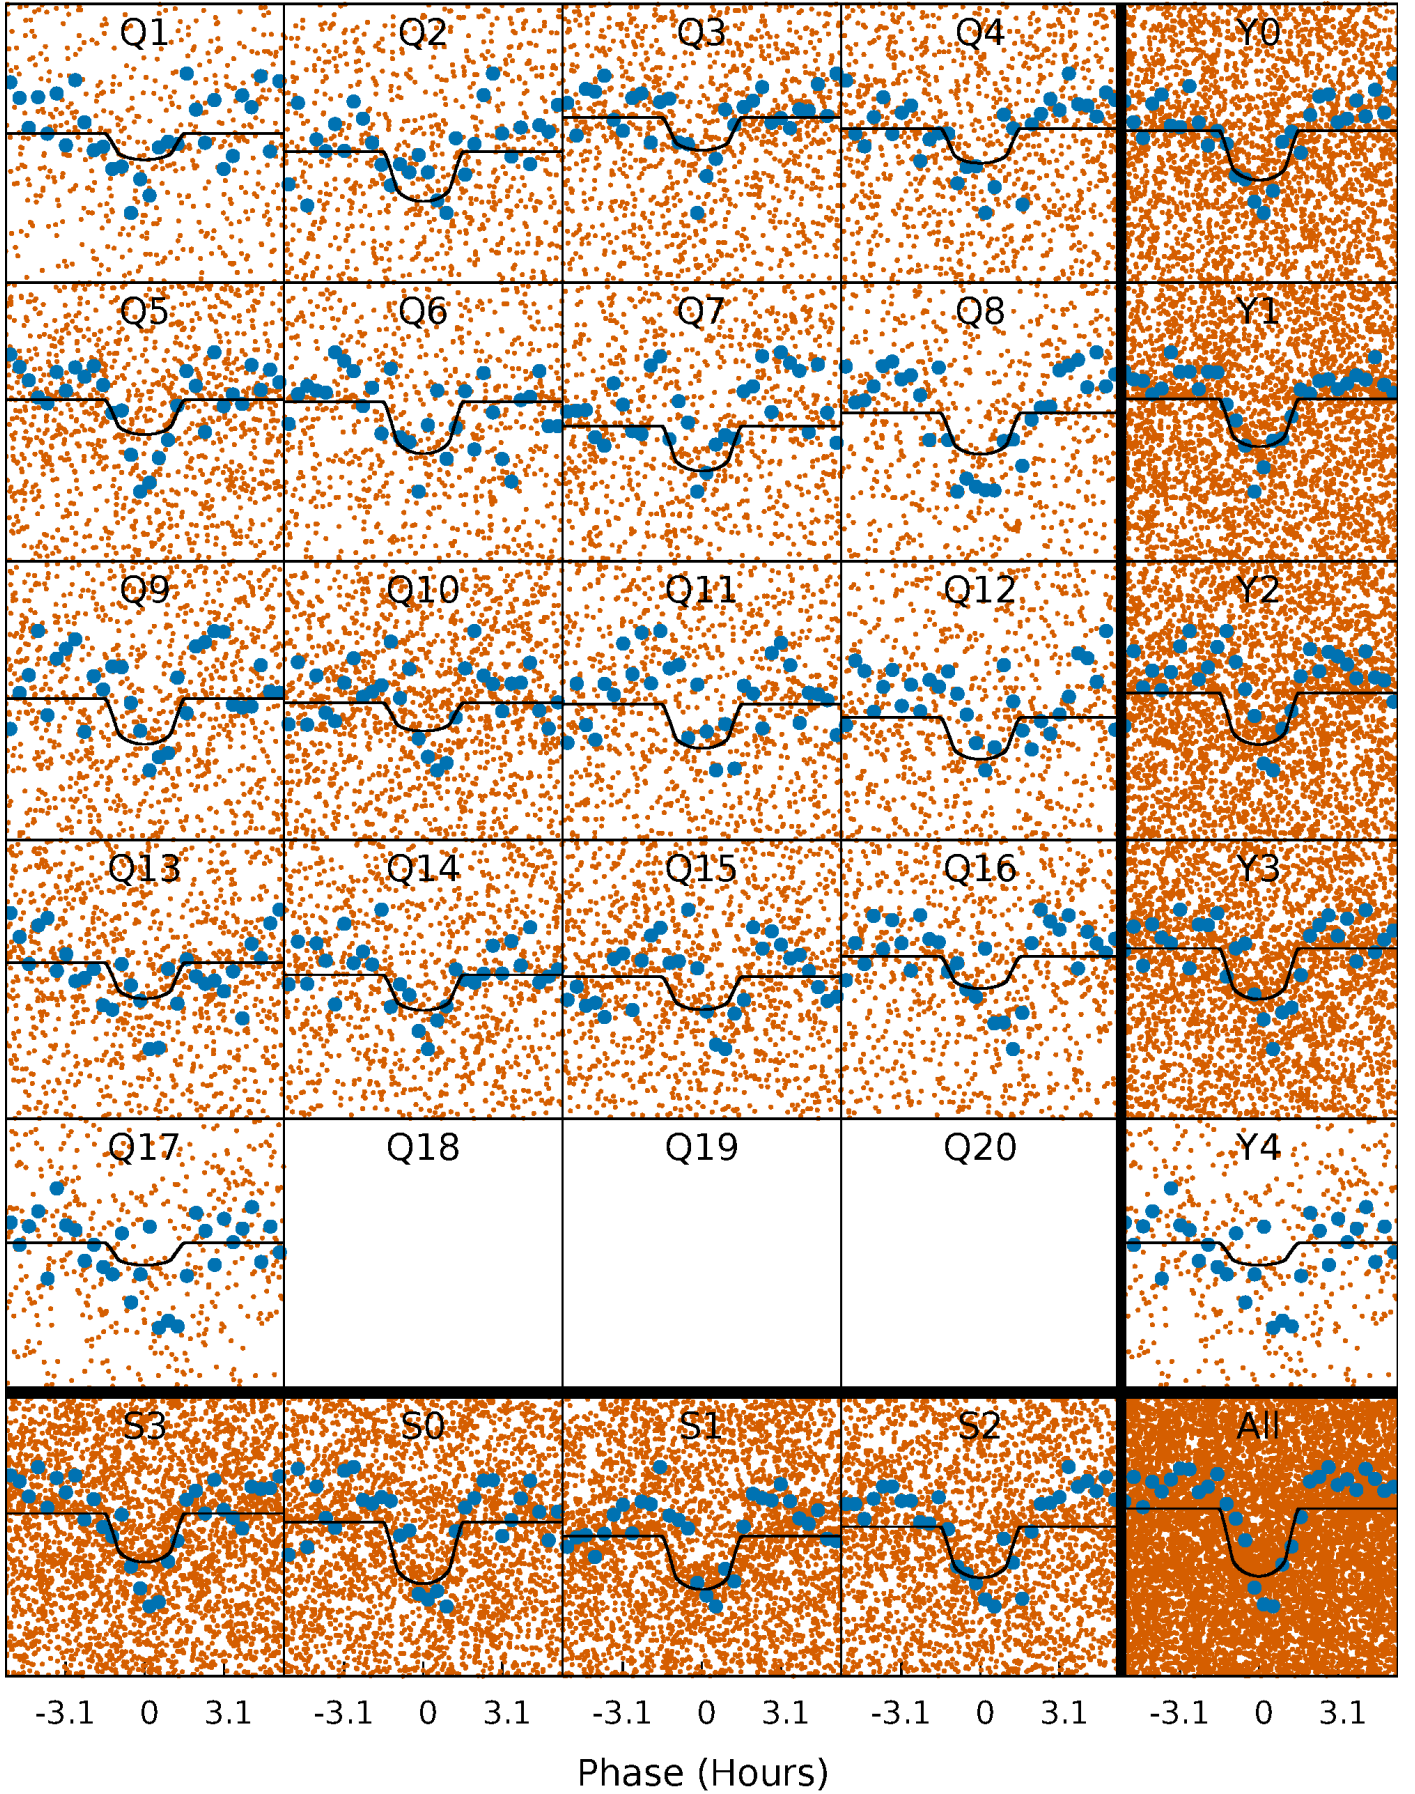 Q1 Q2 Q3 Q4 Y0
Q5 Q6 Q7 Q8 Y1
Q9 Q10 Q11 Q12 Y2
Q13 Q14 Q15 Q16 Y3
Q17 Q18 Q19 Q20 Y4
S3 S0 S1 S2 All
-3.1 0 3.1 -3.1 0 3.1 -3.1 0 3.1 -3.1 0 3.1 -3.1 0 3.1
Phase (Hours)